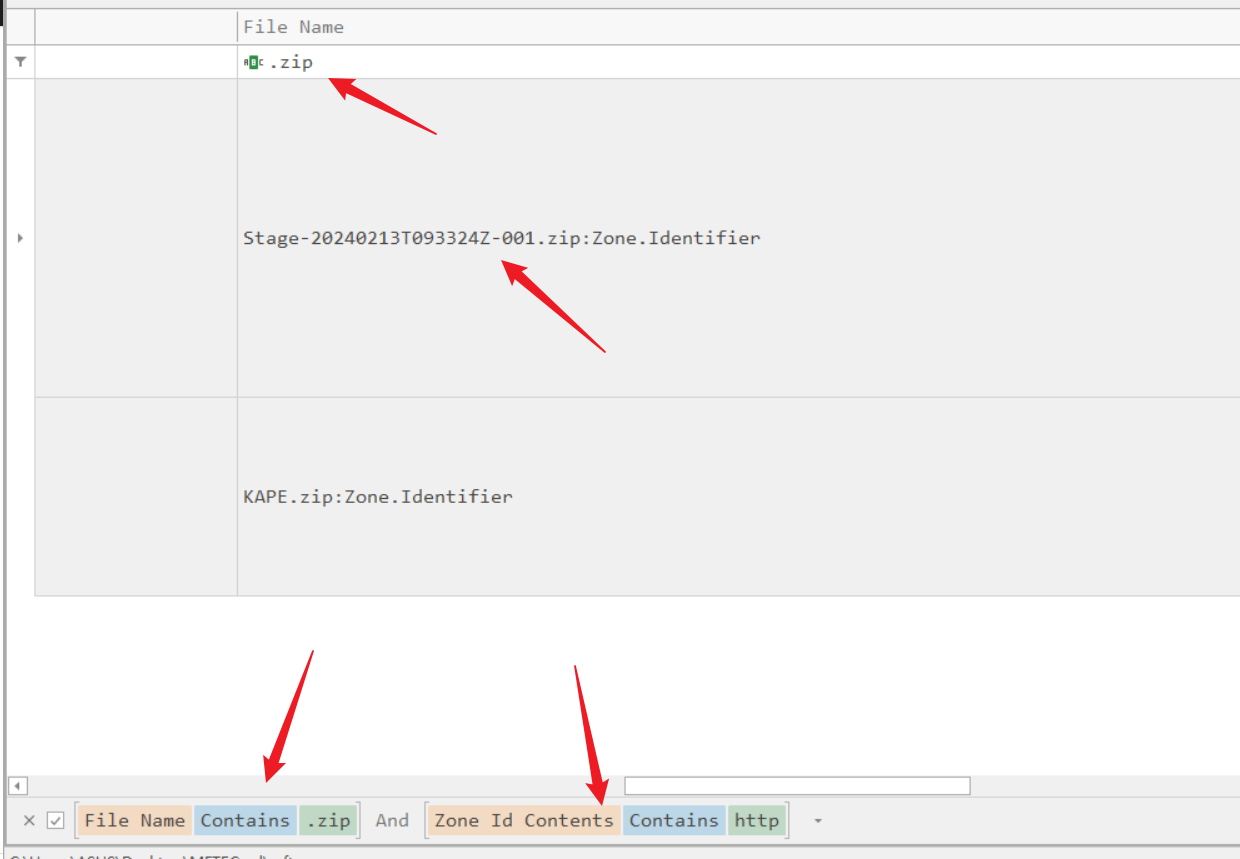 File Name
ABC .zip
Stage-20240213T093324Z-001.zip:Zone.Identifier
KAPE.zip:Zone.Identifier
File Name Contains .zip And Zone Id Contents Contains http